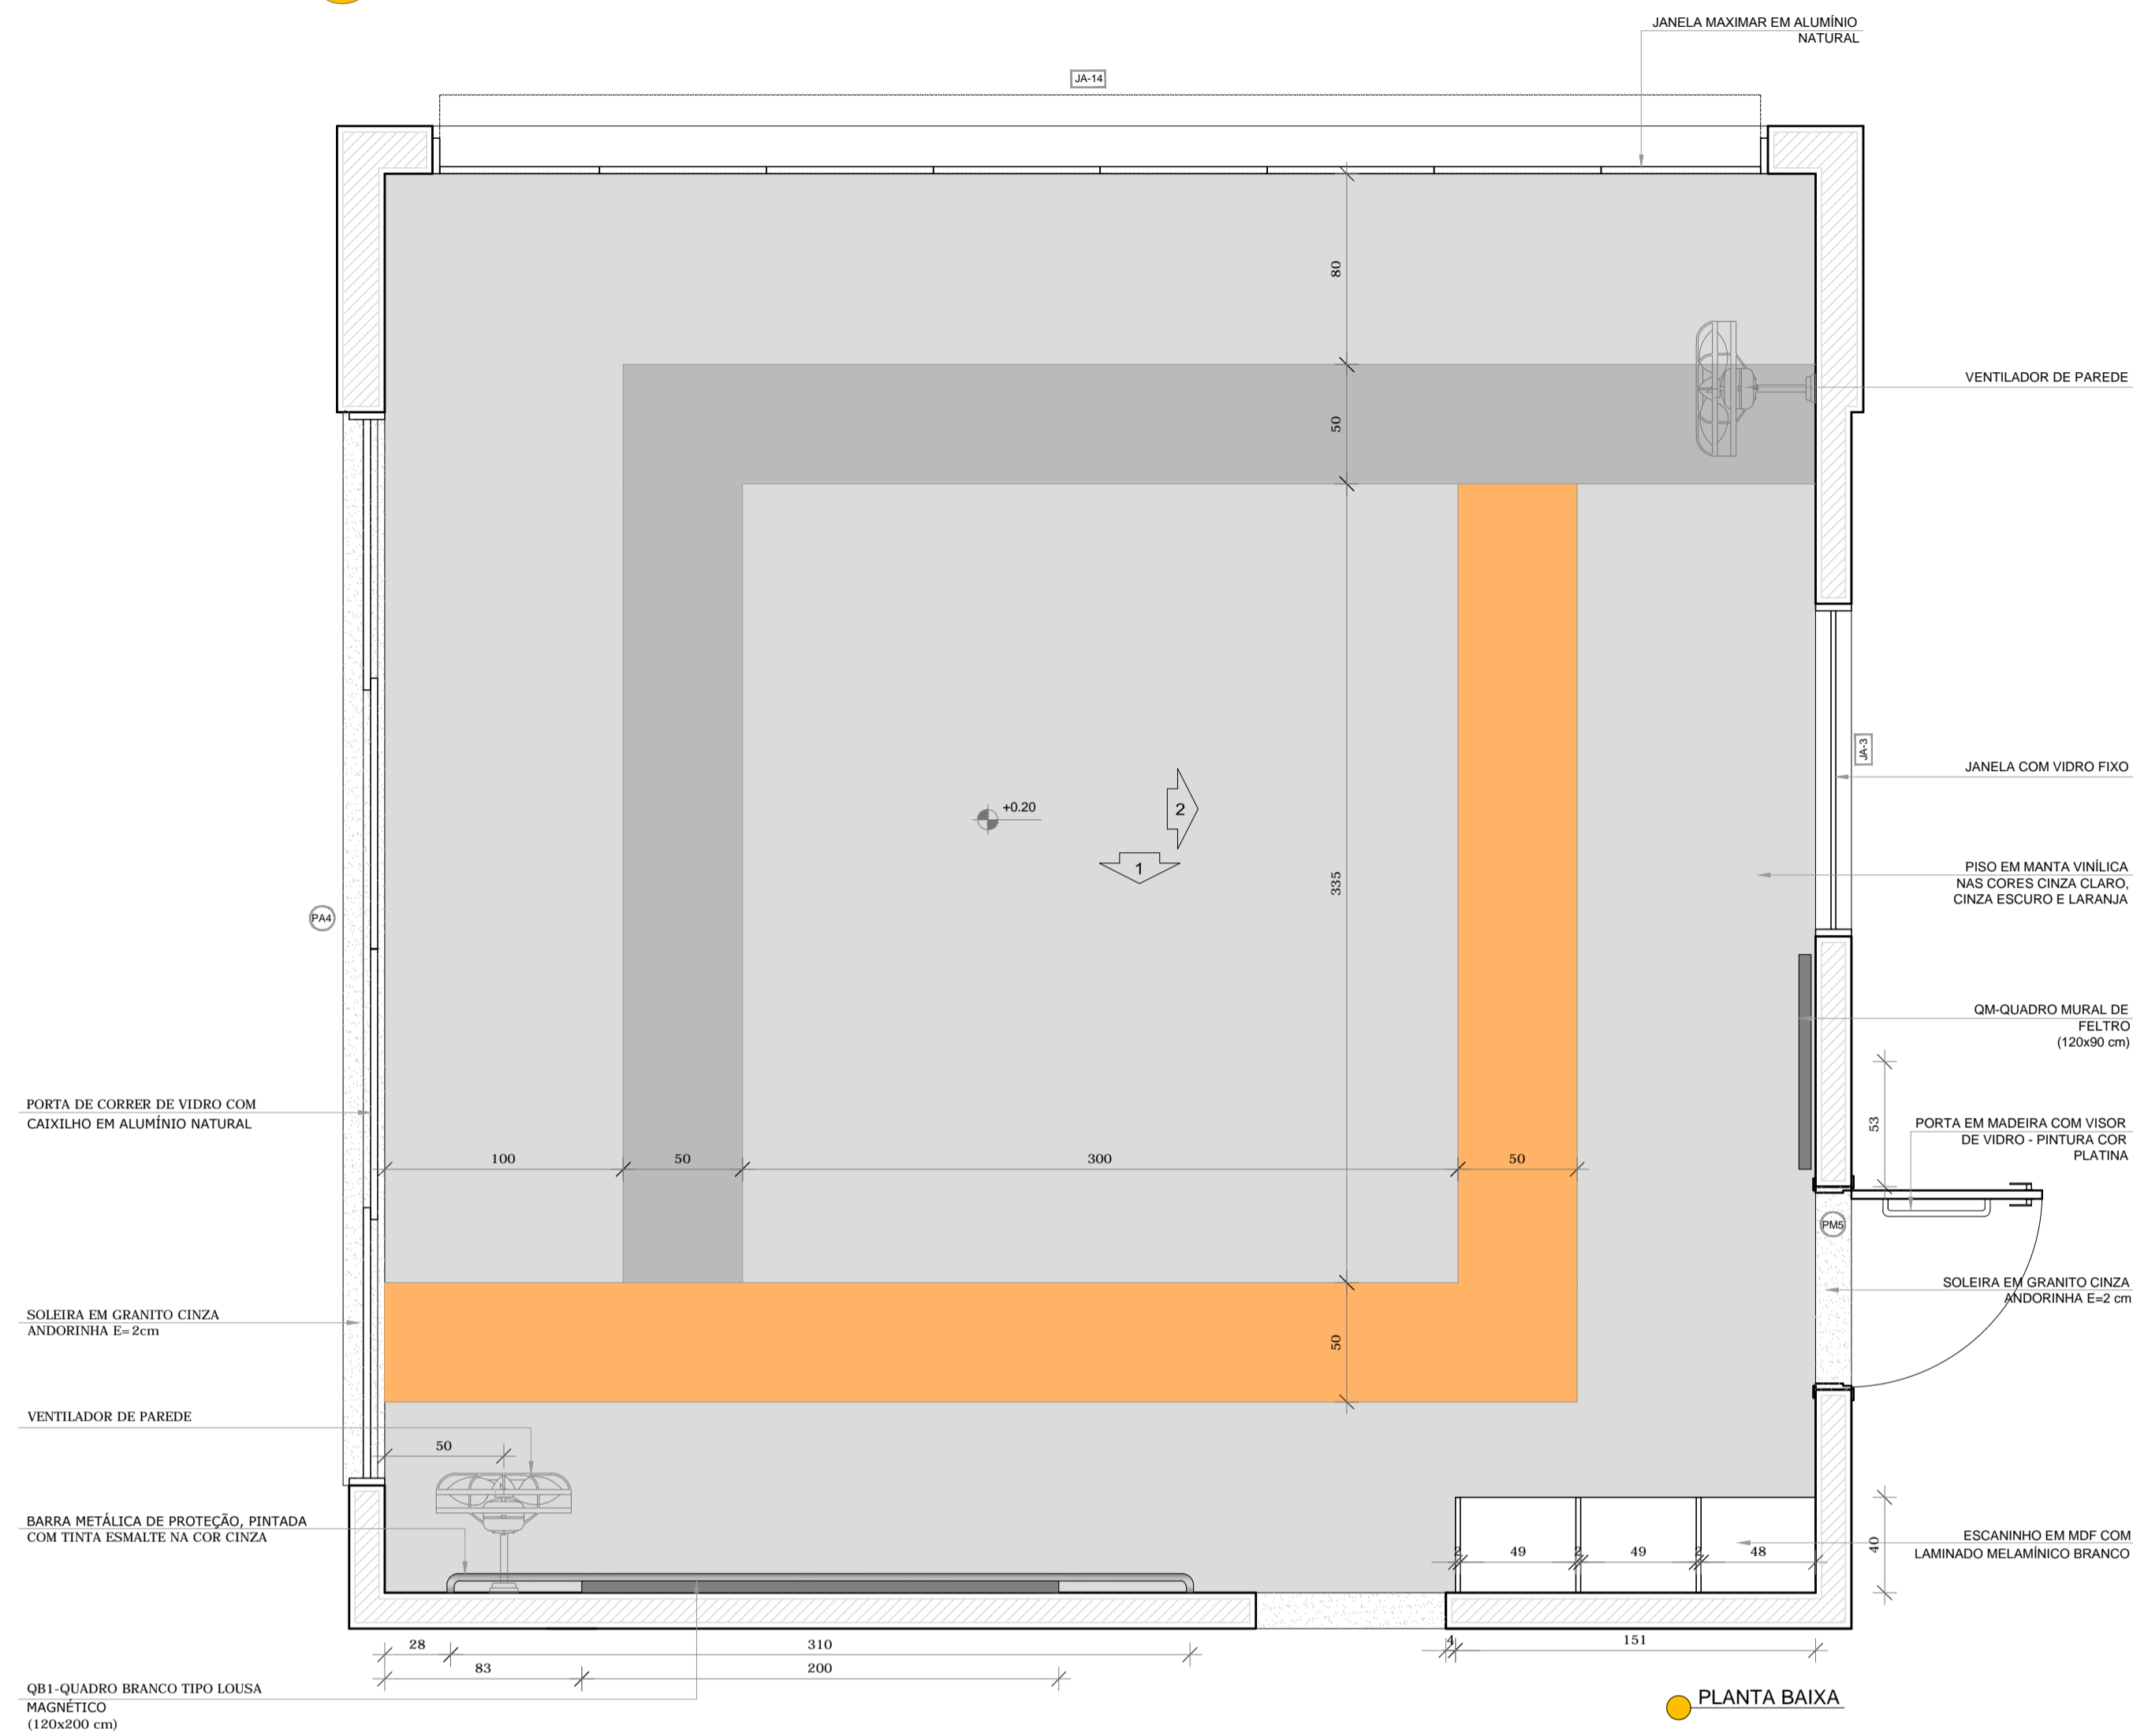 JANELA MAXIMAR EM ALUMÍNIO
NATURAL
JA-14
80
VENTILADOR DE PAREDE
50
JA-3
JANELA COM VIDRO FIXO
+0.20
2
1
335
PISO EM MANTA VINÍLICA
NAS CORES CINZA CLARO,
CINZA ESCURO E LARANJA
PA4
QM-QUADRO MURAL DE
FELTRO
(120x90 cm)
PORTA DE CORRER DE VIDRO COM
CAIXILHO EM ALUMÍNIO NATURAL
53
PORTA EM MADEIRA COM VISOR
DE VIDRO - PINTURA COR
PLATINA
100
50
300
50
PM5
SOLEIRA EM GRANITO CINZA
ANDORINHA E=2 cm
SOLEIRA EM GRANITO CINZA
ANDORINHA E=2cm
50
VENTILADOR DE PAREDE
50
BARRA METÁLICA DE PROTEÇÃO, PINTADA
COM TINTA ESMALTE NA COR CINZA
2
49
2
49
2
48
40
ESCANINHO EM MDF COM
LAMINADO MELAMÍNICO BRANCO
28
310
4
151
83
200
QB1-QUADRO BRANCO TIPO LOUSA
MAGNÉTICO
(120x200 cm)
PLANTA BAIXA